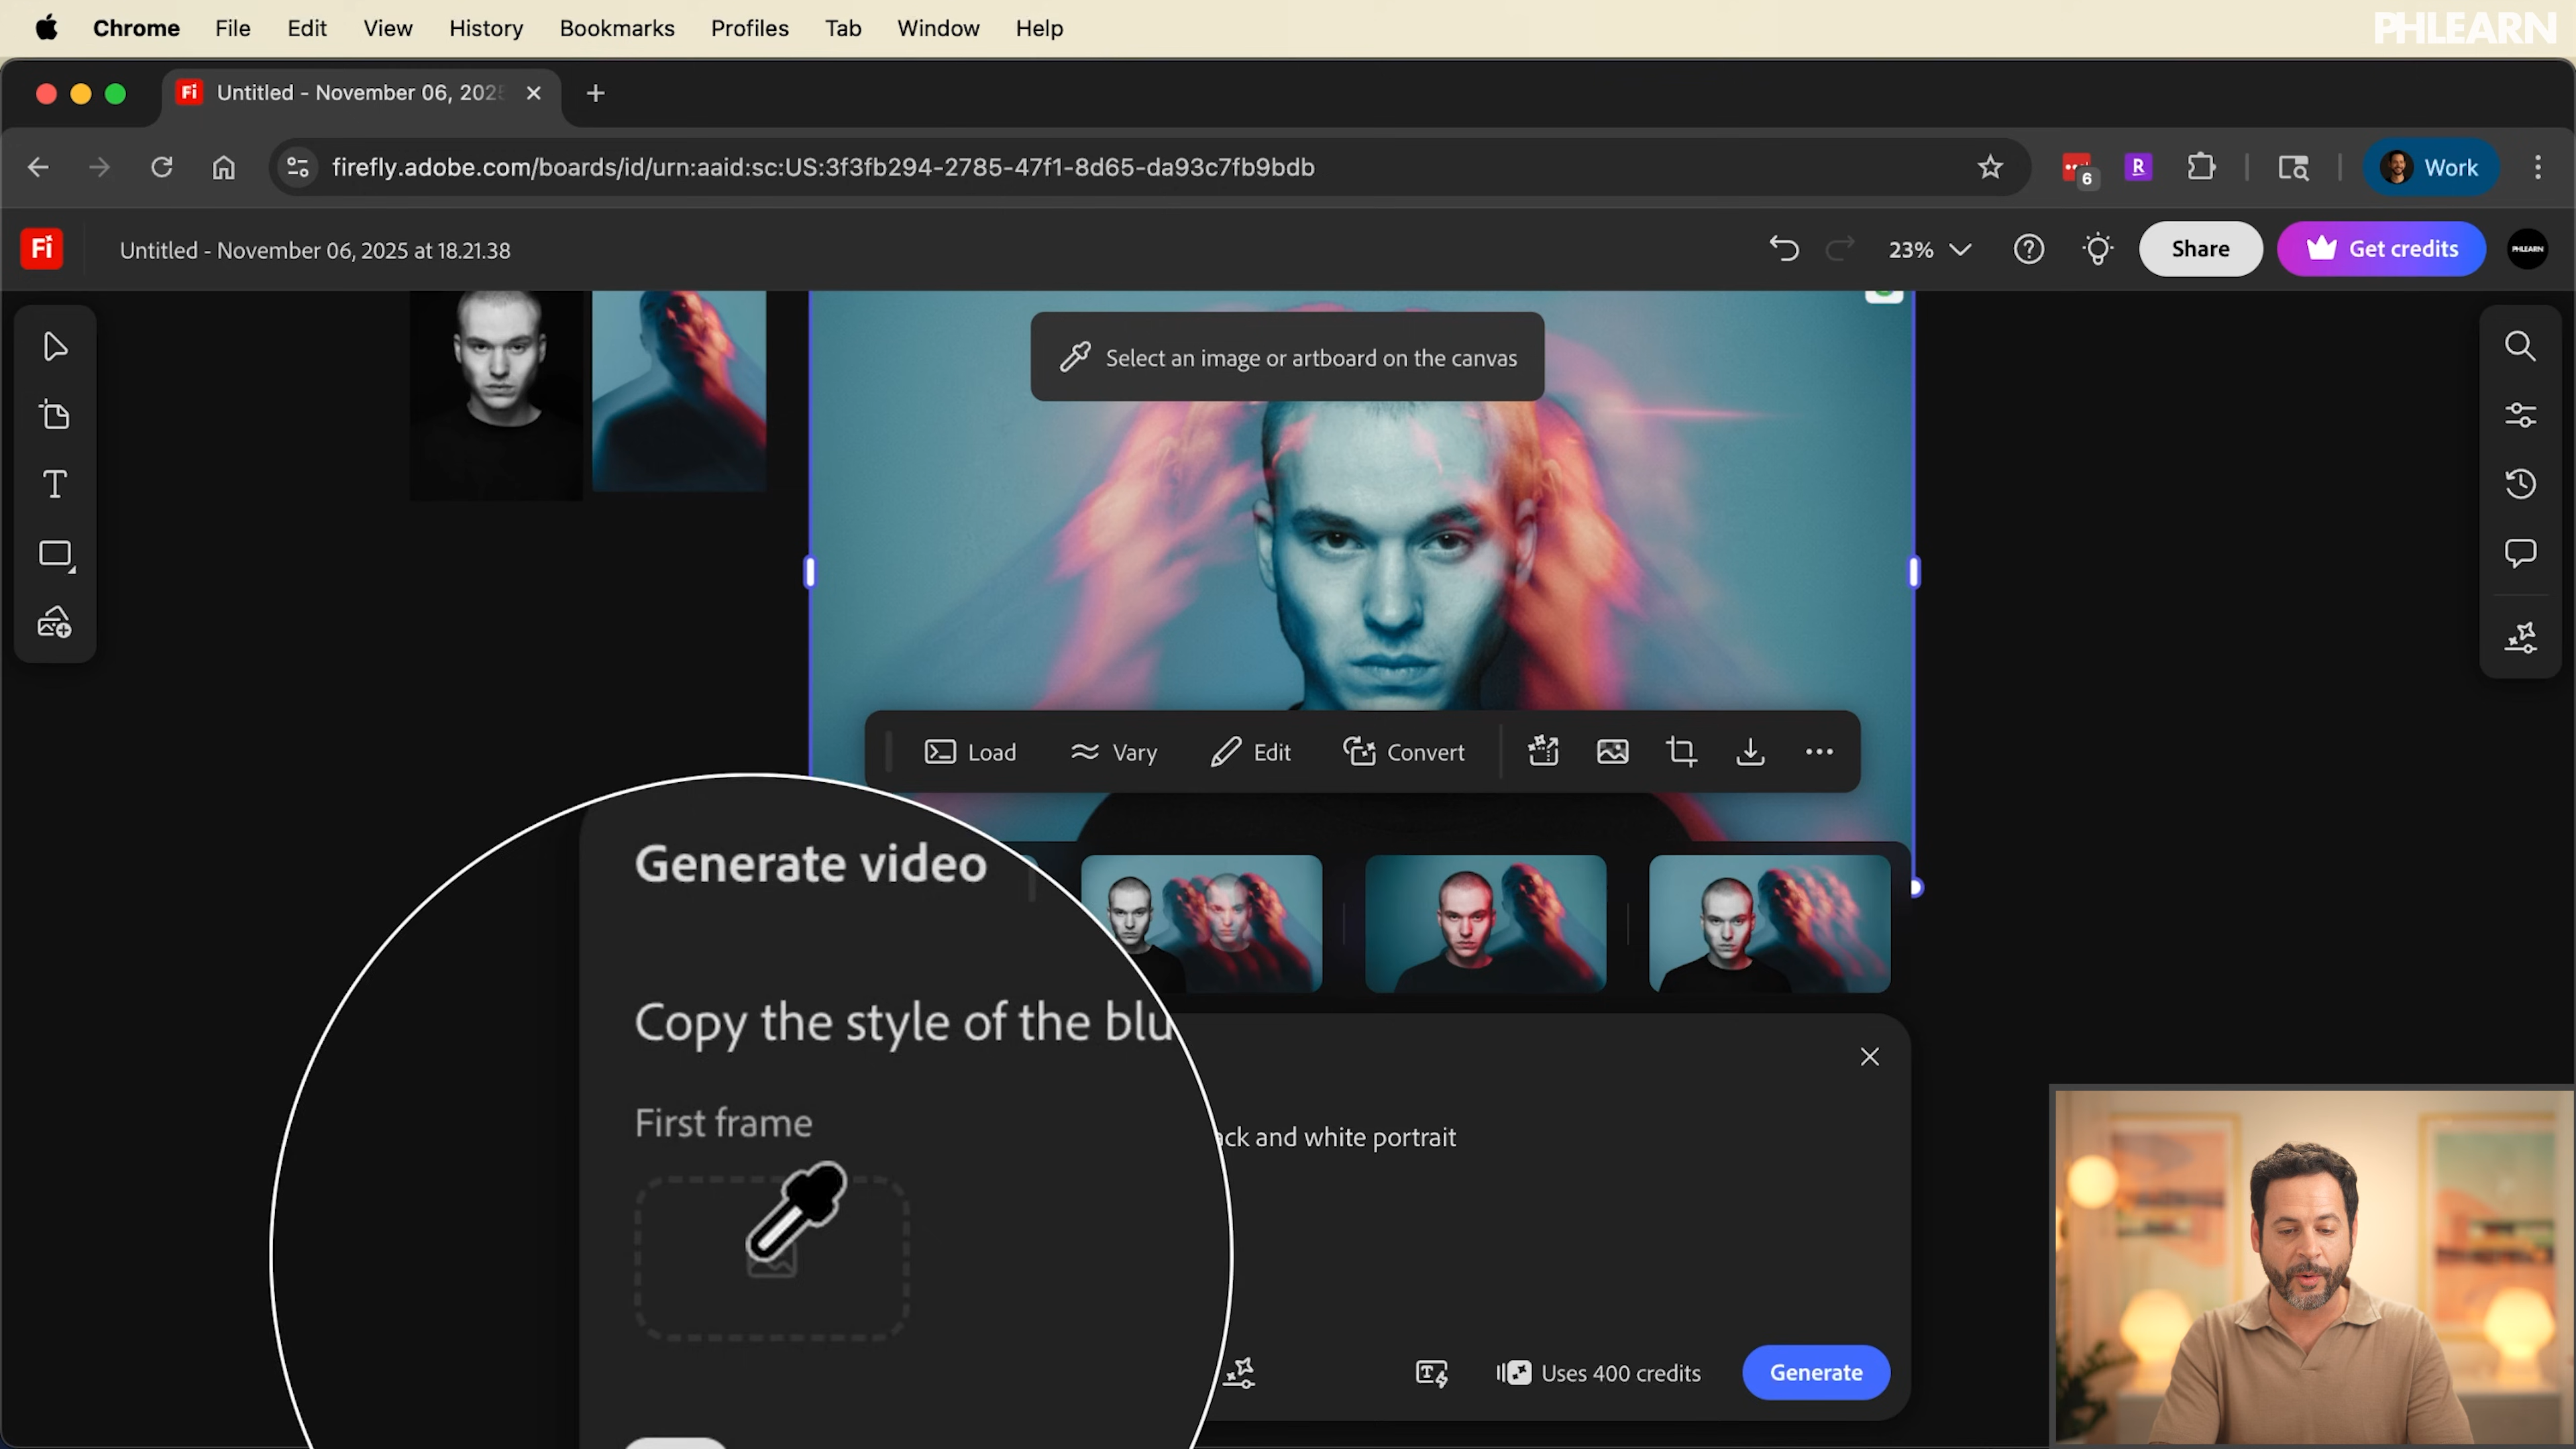 Chrome File Edit View History Bookmarks Profiles Tab Window Help
PHLEARN
Fi Untitled - November 06, 202
firefly.adobe.com/boards/id/urn:aaid:sc:US:3f3fb294-2785-47f1-8d65-da93c7fb9bdb
6
R
Work
Fi
Untitled - November 06, 2025 at 18.21.38
23%
Share
Get credits
PHLEARN
Select an image or artboard on the canvas
T
Load Vary Edit Convert
Generate video
Copy the style of the blu
ck and white portrait
First frame
Uses 400 credits
Generate